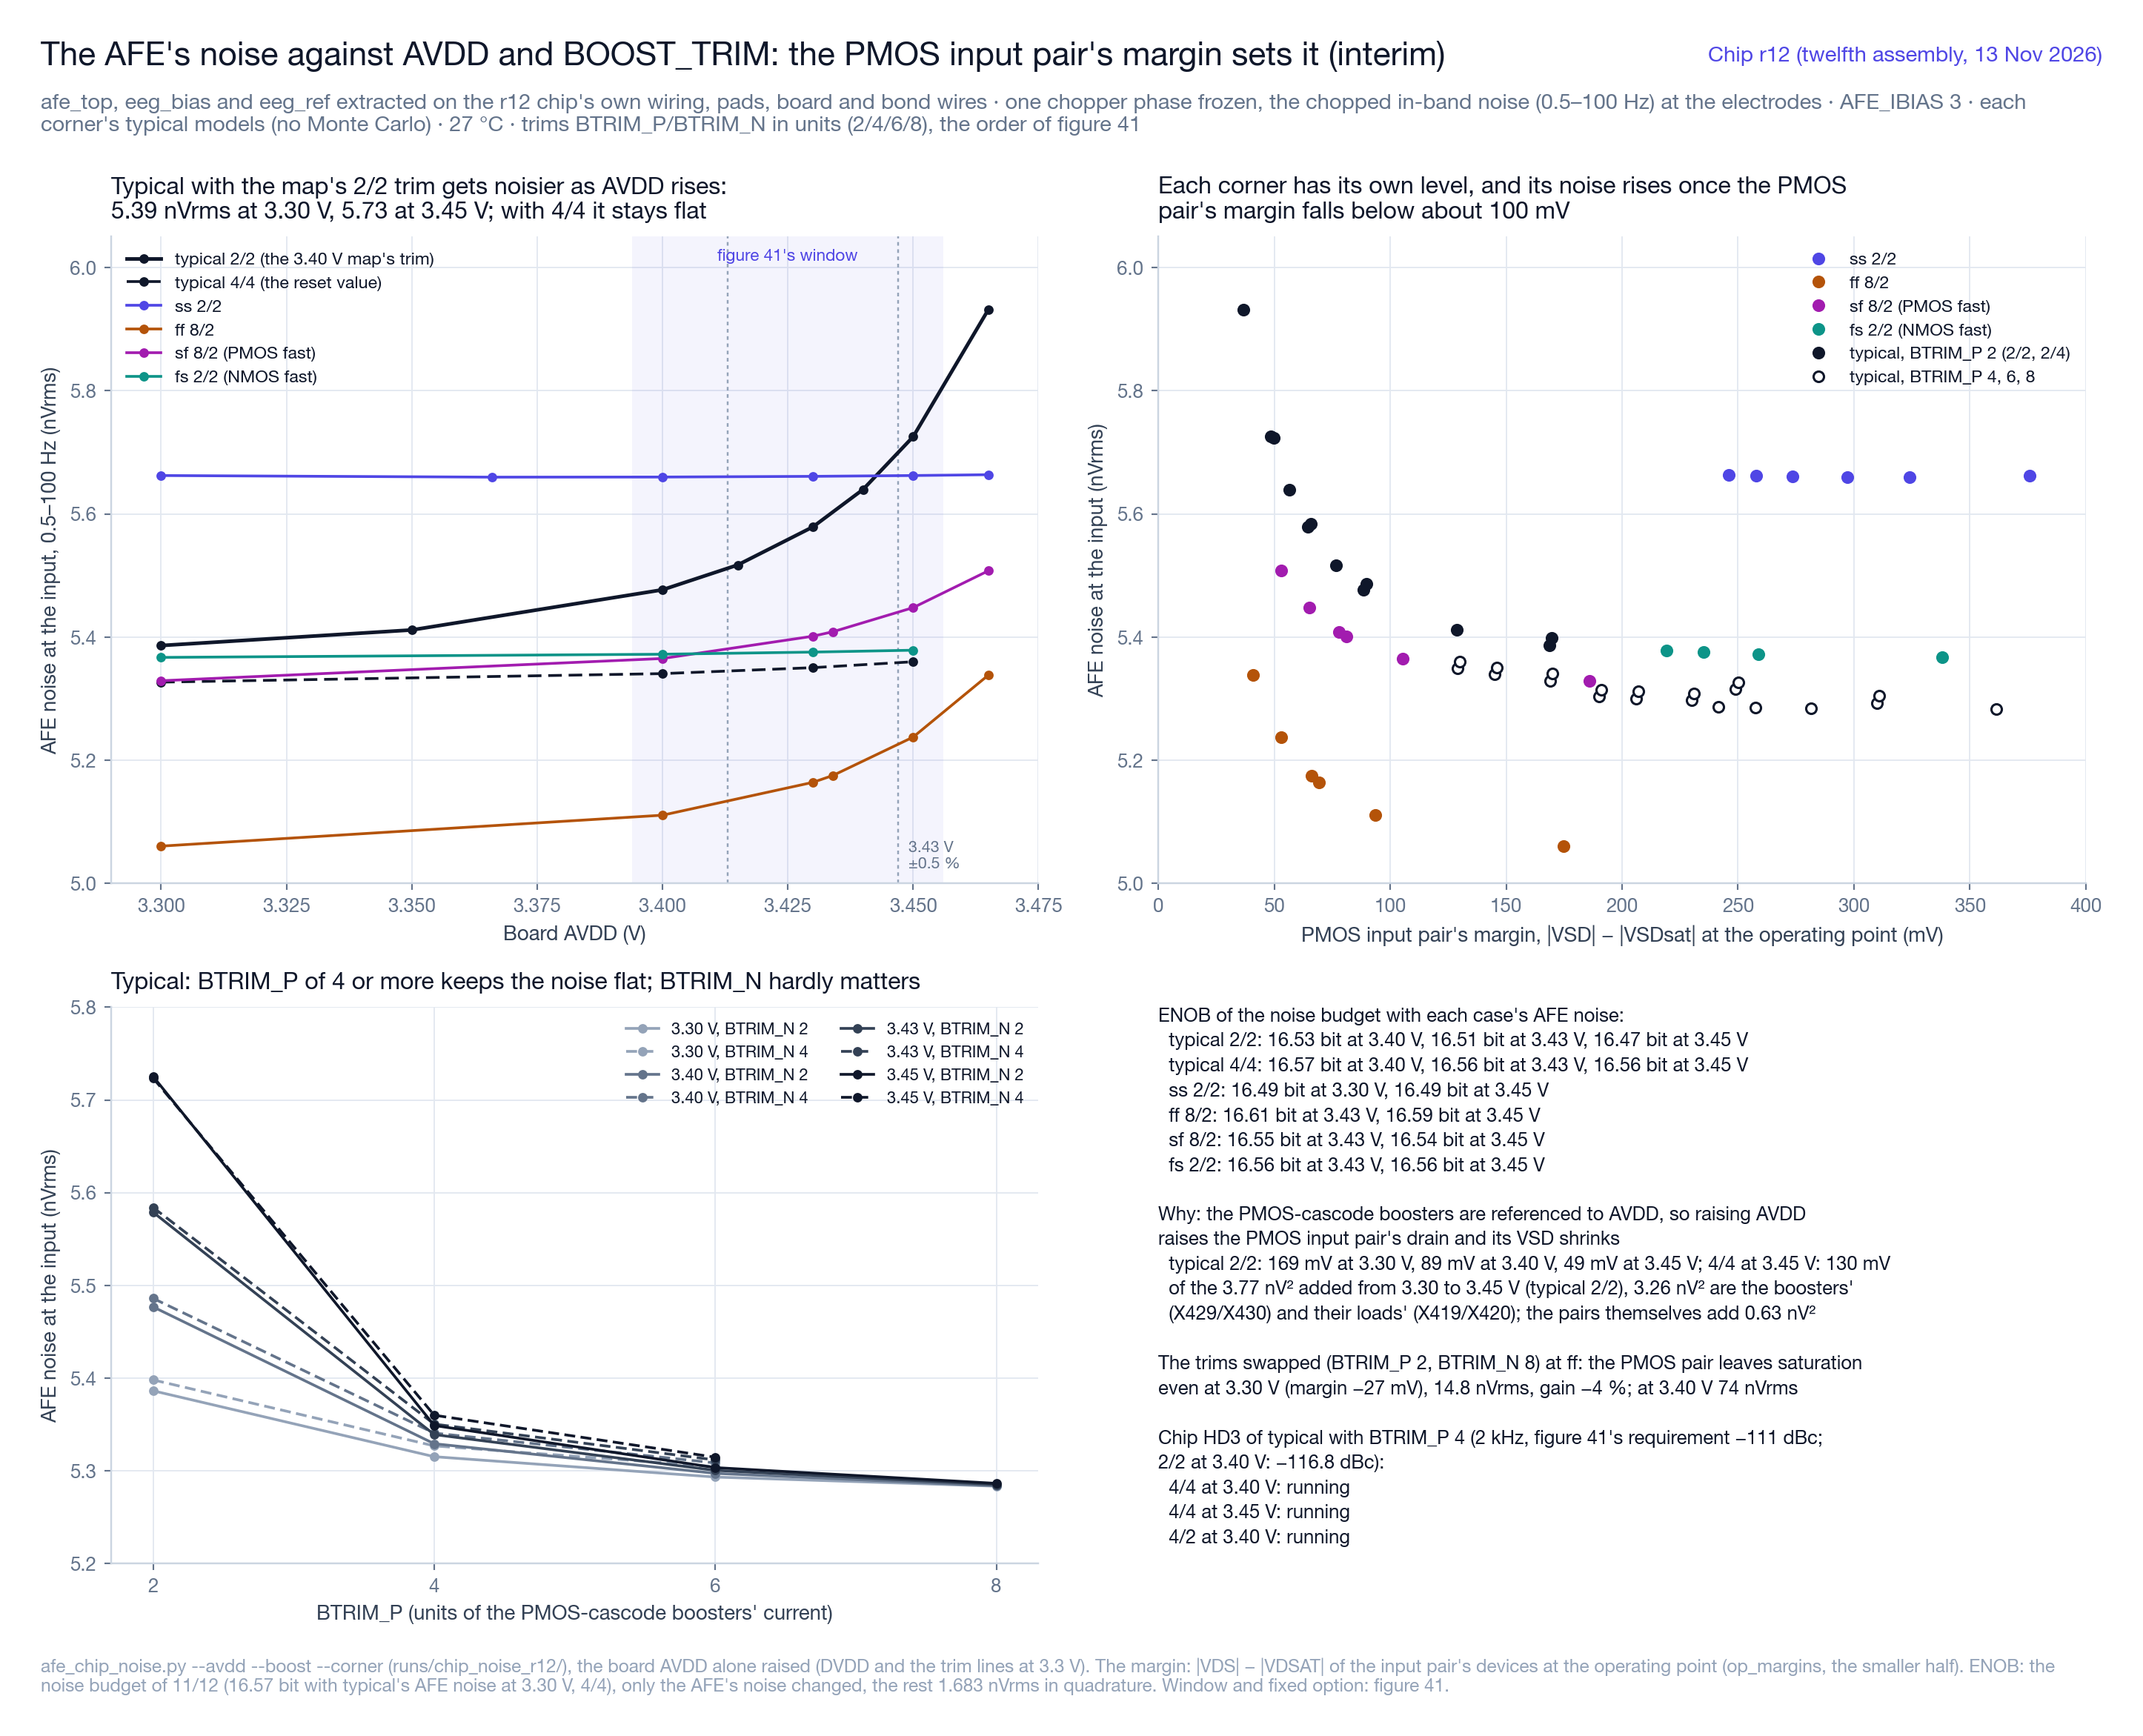 The AFE's noise against AVDD and BOOST_TRIM: the PMOS input pair's margin sets it (interim)
Chip r12 (twelfth assembly, 13 Nov 2026)
afe_top, eeg_bias and eeg_ref extracted on the r12 chip's own wiring, pads, board and bond wires · one chopper phase frozen, the chopped in-band noise (0.5–100 Hz) at the electrodes · AFE_IBIAS 3 · each
corner's typical models (no Monte Carlo) · 27 °C · trims BTRIM_P/BTRIM_N in units (2/4/6/8), the order of figure 41
Typical with the map's 2/2 trim gets noisier as AVDD rises:
5.39 nVrms at 3.30 V, 5.73 at 3.45 V; with 4/4 it stays flat
figure 41's window
typical 2/2 (the 3.40 V map's trim)
typical 4/4 (the reset value)
ss 2/2
ff 8/2
sf 8/2 (PMOS fast)
fs 2/2 (NMOS fast)
3.43 V
±0.5 %
AFE noise at the input, 0.5–100 Hz (nVrms)
6.0
5.8
5.6
5.4
5.2
5.0
3.300
3.325
3.350
3.375
3.400
3.425
3.450
3.475
Board AVDD (V)
Each corner has its own level, and its noise rises once the PMOS
pair's margin falls below about 100 mV
ss 2/2
ff 8/2
sf 8/2 (PMOS fast)
fs 2/2 (NMOS fast)
typical, BTRIM_P 2 (2/2, 2/4)
typical, BTRIM_P 4, 6, 8
AFE noise at the input (nVrms)
6.0
5.8
5.6
5.4
5.2
5.0
0
50
100
150
200
250
300
350
400
PMOS input pair's margin, |VSD| − |VSDsat| at the operating point (mV)
Typical: BTRIM_P of 4 or more keeps the noise flat; BTRIM_N hardly matters
3.30 V, BTRIM_N 2
3.30 V, BTRIM_N 4
3.40 V, BTRIM_N 2
3.40 V, BTRIM_N 4
3.43 V, BTRIM_N 2
3.43 V, BTRIM_N 4
3.45 V, BTRIM_N 2
3.45 V, BTRIM_N 4
AFE noise at the input (nVrms)
5.8
5.7
5.6
5.5
5.4
5.3
5.2
2
4
6
8
BTRIM_P (units of the PMOS-cascode boosters' current)
ENOB of the noise budget with each case's AFE noise:
typical 2/2: 16.53 bit at 3.40 V, 16.51 bit at 3.43 V, 16.47 bit at 3.45 V
typical 4/4: 16.57 bit at 3.40 V, 16.56 bit at 3.43 V, 16.56 bit at 3.45 V
ss 2/2: 16.49 bit at 3.30 V, 16.49 bit at 3.45 V
ff 8/2: 16.61 bit at 3.43 V, 16.59 bit at 3.45 V
sf 8/2: 16.55 bit at 3.43 V, 16.54 bit at 3.45 V
fs 2/2: 16.56 bit at 3.43 V, 16.56 bit at 3.45 V
Why: the PMOS-cascode boosters are referenced to AVDD, so raising AVDD
raises the PMOS input pair's drain and its VSD shrinks
typical 2/2: 169 mV at 3.30 V, 89 mV at 3.40 V, 49 mV at 3.45 V; 4/4 at 3.45 V: 130 mV
of the 3.77 nV² added from 3.30 to 3.45 V (typical 2/2), 3.26 nV² are the boosters'
(X429/X430) and their loads' (X419/X420); the pairs themselves add 0.63 nV²
The trims swapped (BTRIM_P 2, BTRIM_N 8) at ff: the PMOS pair leaves saturation
even at 3.30 V (margin −27 mV), 14.8 nVrms, gain −4 %; at 3.40 V 74 nVrms
Chip HD3 of typical with BTRIM_P 4 (2 kHz, figure 41's requirement −111 dBc;
2/2 at 3.40 V: −116.8 dBc):
4/4 at 3.40 V: running
4/4 at 3.45 V: running
4/2 at 3.40 V: running
afe_chip_noise.py --avdd --boost --corner (runs/chip_noise_r12/), the board AVDD alone raised (DVDD and the trim lines at 3.3 V). The margin: |VDS| − |VDSAT| of the input pair's devices at the operating point (op_margins, the smaller half). ENOB: the
noise budget of 11/12 (16.57 bit with typical's AFE noise at 3.30 V, 4/4), only the AFE's noise changed, the rest 1.683 nVrms in quadrature. Window and fixed option: figure 41.